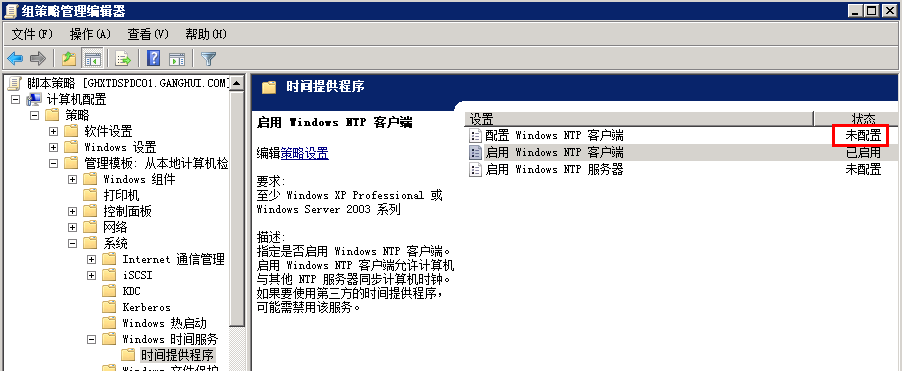 组策略管理编辑器
文件(F) 操作(A) 查看(V) 帮助(H)
脚本策略 [GHXTDSPDC01.GANGHUI.COM]
计算机配置
策略
软件设置
Windows 设置
管理模板: 从本地计算机检
Windows 组件
打印机
控制面板
网络
系统
Internet 通信管理
iSCSI
KDC
Kerberos
Windows 热启动
Windows 时间服务
时间提供程序
Windows 文件保护
时间提供程序
启用 Windows NTP 客户端
编辑策略设置
要求:
至少 Windows XP Professional 或
Windows Server 2003 系列
描述:
指定是否启用 Windows NTP 客户端。
启用 Windows NTP 客户端允许计算机
与其他 NTP 服务器同步计算机时钟。
如果要使用第三方的时间提供程序，
可能需禁用该服务。
设置 状态
配置 Windows NTP 客户端 未配置
启用 Windows NTP 客户端 已启用
启用 Windows NTP 服务器 未配置